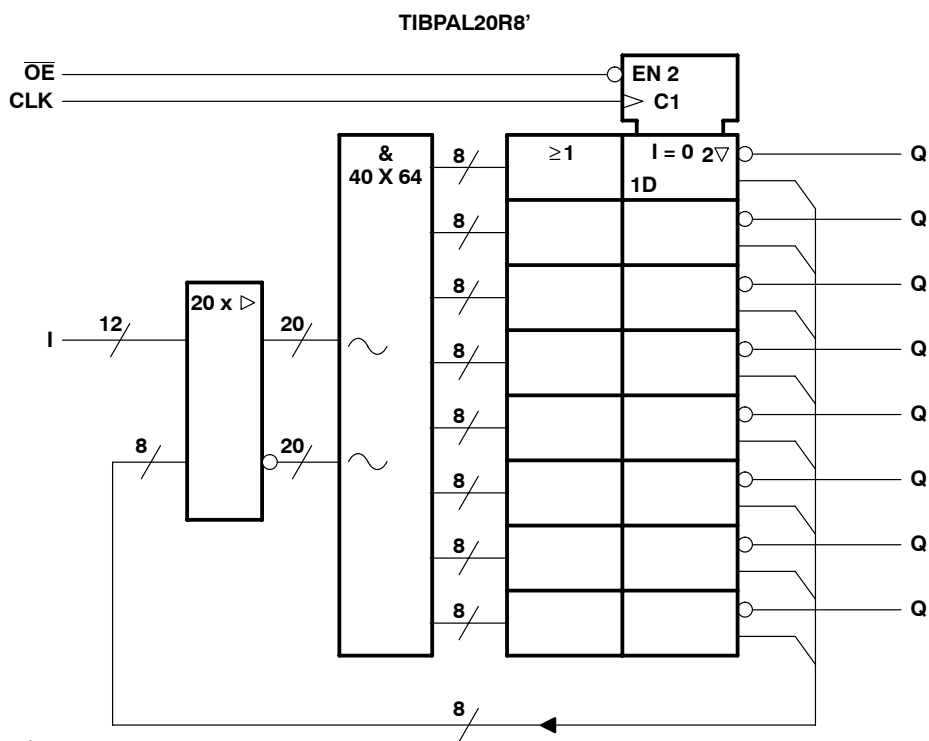 TIBPAL20R8’
OE
EN 2
CLK
C1
&
40 X 64
8
≥1
I = 0 2▽
Q
1D
8
Q
20 x ▷
8
Q
I
12
20
8
Q
8
Q
8
20
8
Q
8
Q
8
Q
8